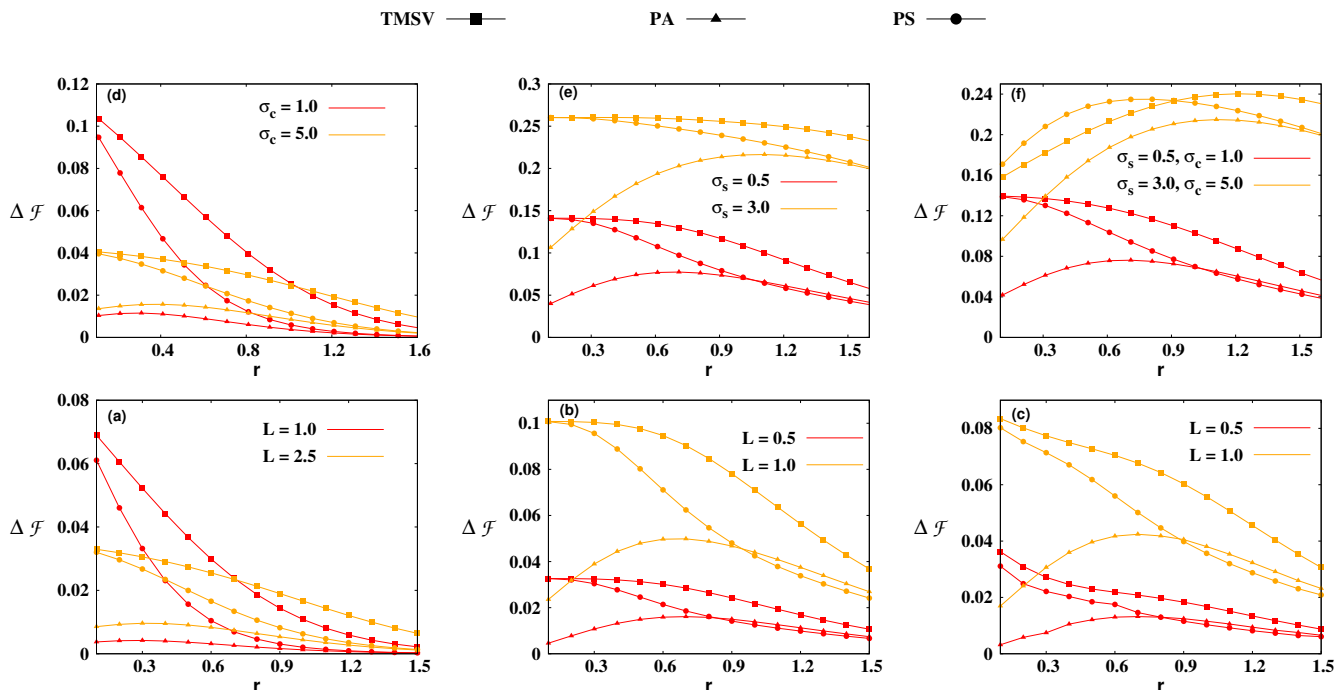 TMSV PA PS
(d)
σc = 1.0
σc = 5.0
0.12
0.1
0.08
0.06
0.04
0.02
0
Δ ℱ
0.4 0.8 1.2 1.6
r
(e)
σs = 0.5
σs = 3.0
0.3
0.25
0.2
0.15
0.1
0.05
0
Δ ℱ
0.3 0.6 0.9 1.2 1.5
r
(f)
σs = 0.5, σc = 1.0
σs = 3.0, σc = 5.0
0.24
0.2
0.16
0.12
0.08
0.04
0
Δ ℱ
0.3 0.6 0.9 1.2 1.5
r
(a)
L = 1.0
L = 2.5
0.08
0.06
0.04
0.02
0
Δ ℱ
0.3 0.6 0.9 1.2 1.5
r
(b)
L = 0.5
L = 1.0
0.1
0.08
0.06
0.04
0.02
0
Δ ℱ
0.3 0.6 0.9 1.2 1.5
r
(c)
L = 0.5
L = 1.0
0.08
0.06
0.04
0.02
0
Δ ℱ
0.3 0.6 0.9 1.2 1.5
r